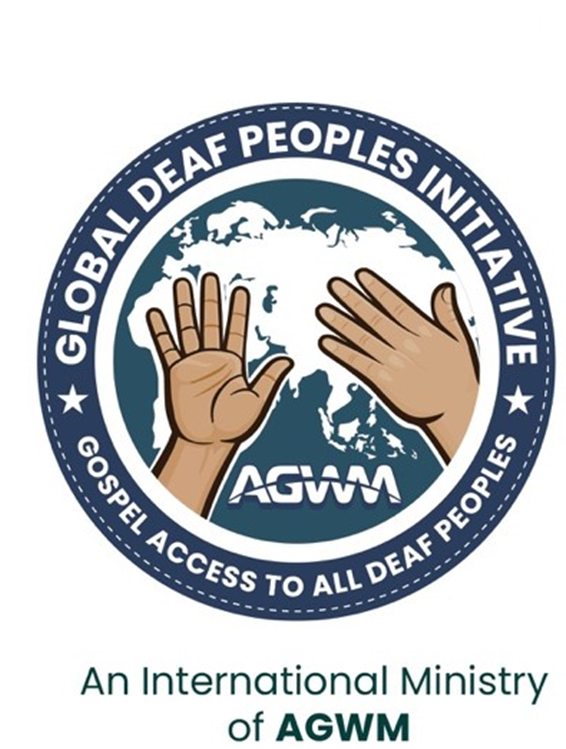 GLOBAL DEAF PEOPLES INITIATIVE
AGWM
GOSPEL ACCESS TO ALL DEAF PEOPLES
An International Ministry
of AGWM